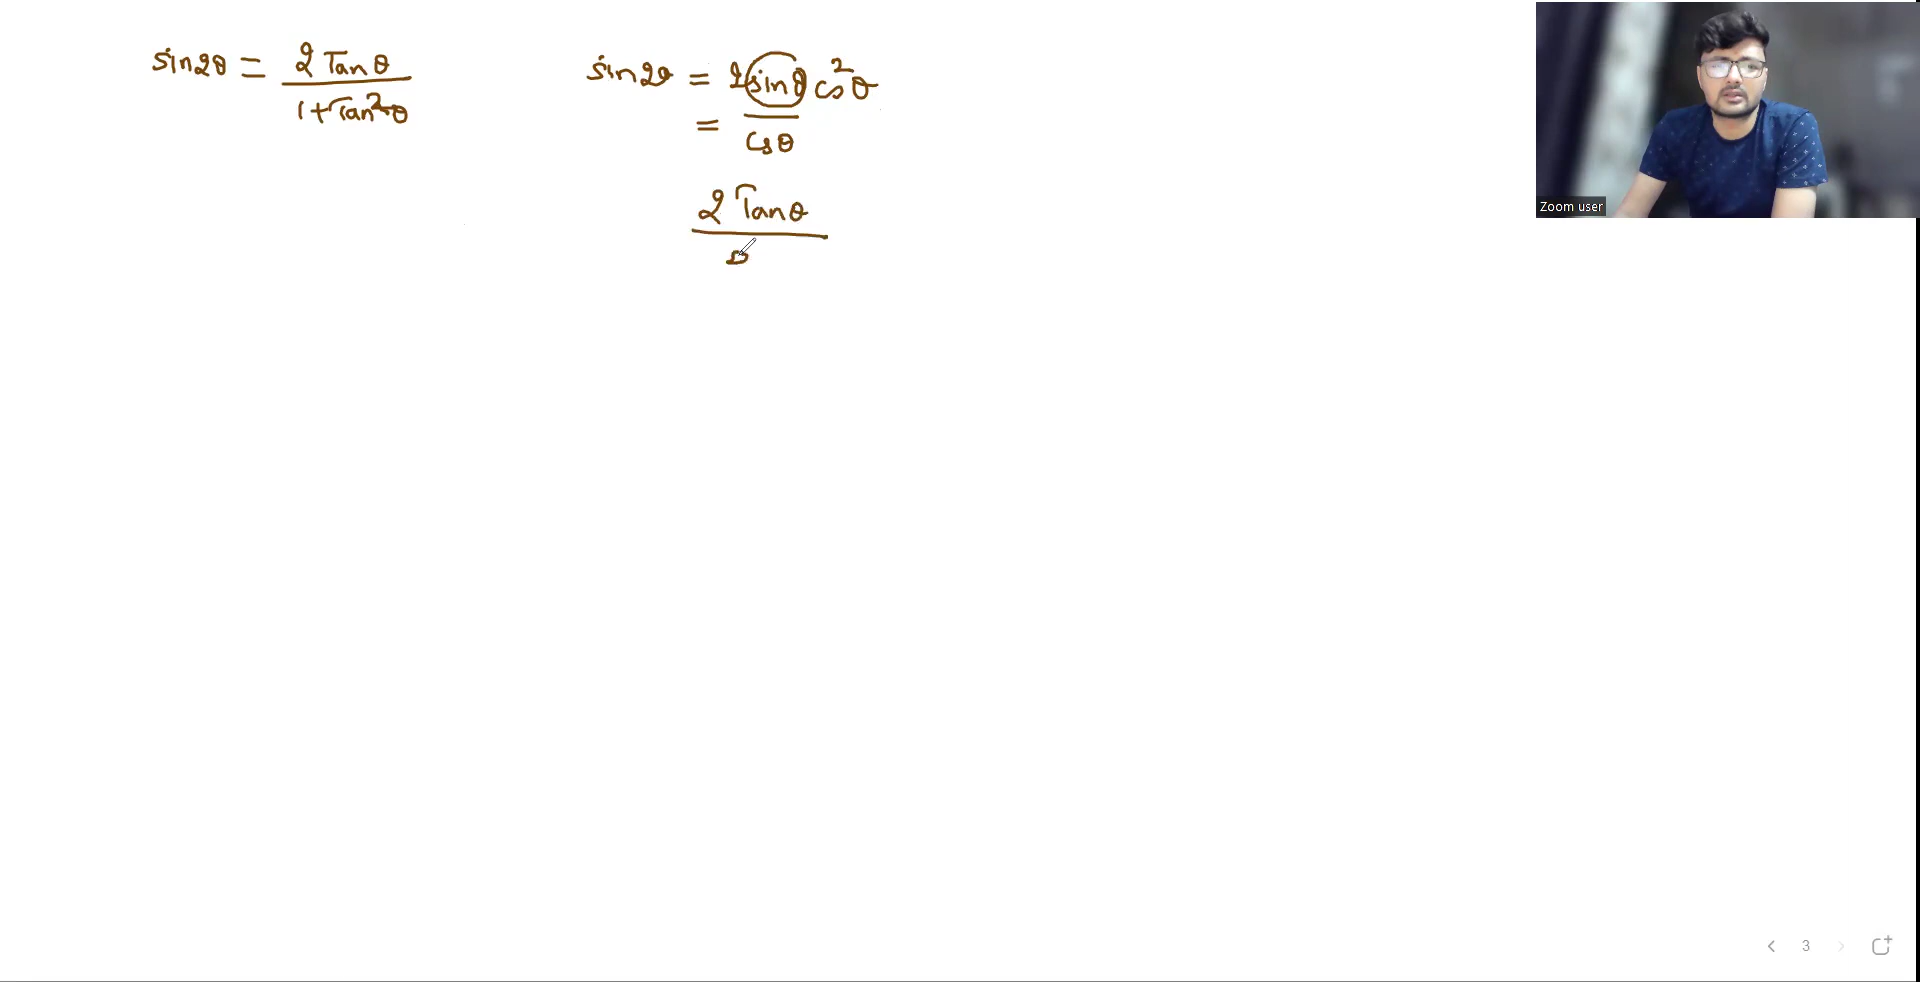 sin2θ = 2 Tanθ / 1+Tan²θ
sin2θ = 2sinθ cos²θ
= / cosθ
2 Tanθ
Zoom user
3